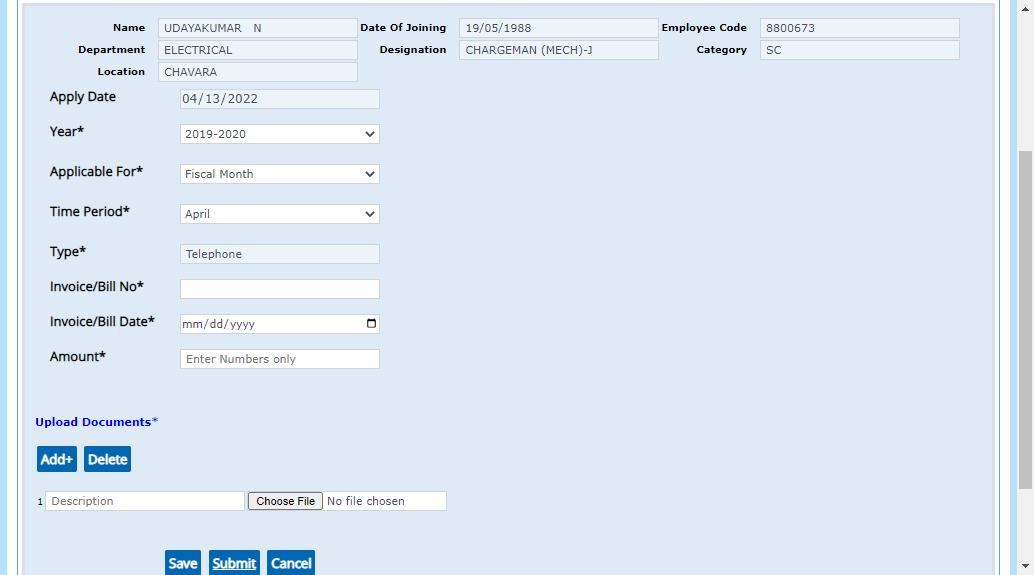 Name UDAYAKUMAR N Date Of Joining 19/05/1988 Employee Code 8800673
Department ELECTRICAL Designation CHARGEMAN (MECH)-J Category SC
Location CHAVARA
Apply Date 04/13/2022
Year* 2019-2020
Applicable For* Fiscal Month
Time Period* April
Type* Telephone
Invoice/Bill No*
Invoice/Bill Date* mm/dd/yyyy
Amount* Enter Numbers only
Upload Documents*
Add+ Delete
1 Description Choose File No file chosen
Save Submit Cancel